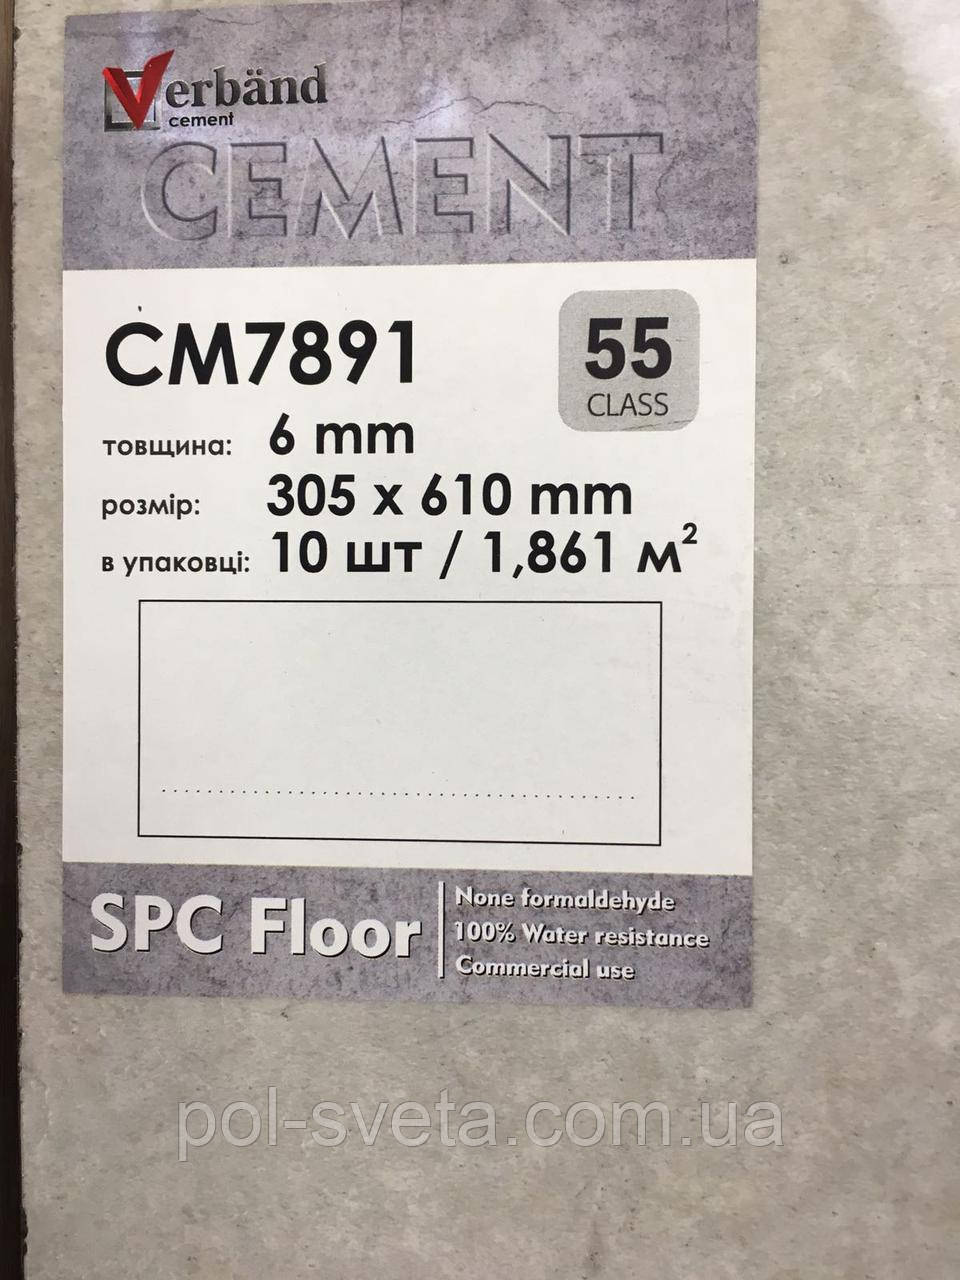 Verbänd
cement
CEMENT
CM7891
55
CLASS
товщина: 6 mm
розмір: 305 x 610 mm
в упаковці: 10 шт / 1,861 м²
SPC Floor
None formaldehyde
100% Water resistance
Commercial use
pol-sveta.com.ua